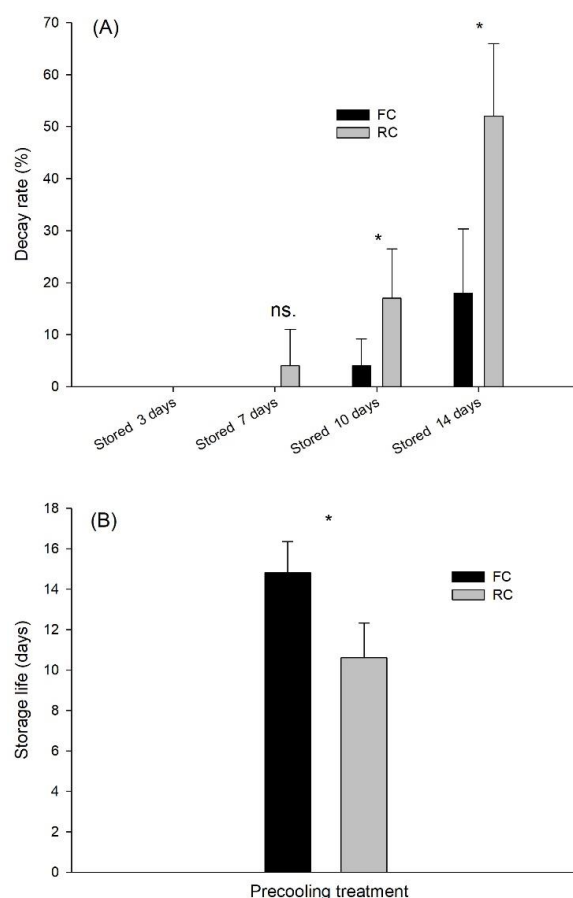 (A)
70
60
50
40
30
20
10
0
Decay rate (%)
FC
RC
ns.
*
*
Stored 3 days
Stored 7 days
Stored 10 days
Stored 14 days
(B)
18
16
14
12
10
8
6
4
2
0
Storage life (days)
*
FC
RC
Precooling treatment